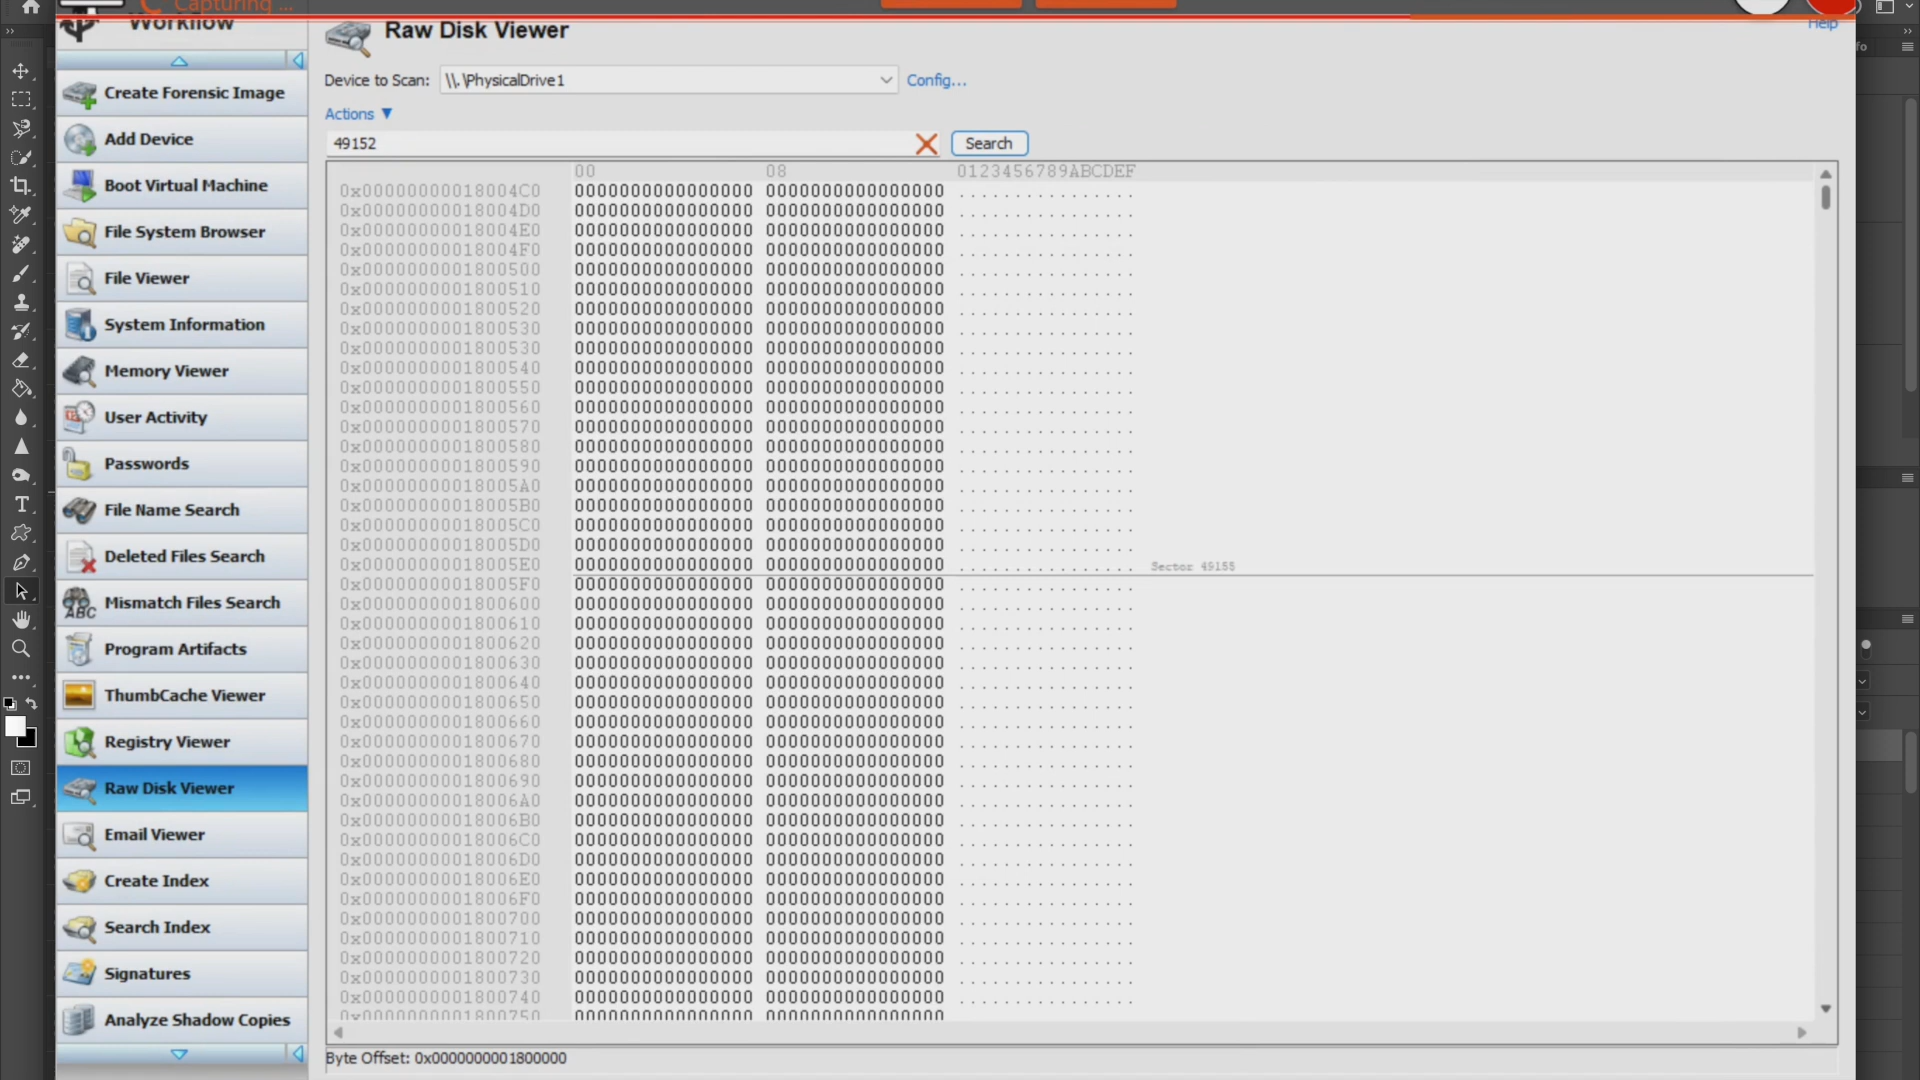 Capturing ...
Workflow
Create Forensic Image
Add Device
Boot Virtual Machine
File System Browser
File Viewer
System Information
Memory Viewer
User Activity
Passwords
File Name Search
Deleted Files Search
Mismatch Files Search
Program Artifacts
ThumbCache Viewer
Registry Viewer
Raw Disk Viewer
Email Viewer
Create Index
Search Index
Signatures
Analyze Shadow Copies
Raw Disk Viewer
Help
Device to Scan: \\.\PhysicalDrive1 Config...
Actions ▼
49152 Search
00 08 0123456789ABCDEF
0x00000000018004C0 0000000000000000 0000000000000000 ................
0x00000000018004D0 0000000000000000 0000000000000000 ................
0x00000000018004E0 0000000000000000 0000000000000000 ................
0x00000000018004F0 0000000000000000 0000000000000000 ................
0x0000000001800500 0000000000000000 0000000000000000 ................
0x0000000001800510 0000000000000000 0000000000000000 ................
0x0000000001800520 0000000000000000 0000000000000000 ................
0x0000000001800530 0000000000000000 0000000000000000 ................
0x0000000001800530 0000000000000000 0000000000000000 ................
0x0000000001800540 0000000000000000 0000000000000000 ................
0x0000000001800550 0000000000000000 0000000000000000 ................
0x0000000001800560 0000000000000000 0000000000000000 ................
0x0000000001800570 0000000000000000 0000000000000000 ................
0x0000000001800580 0000000000000000 0000000000000000 ................
0x0000000001800590 0000000000000000 0000000000000000 ................
0x00000000018005A0 0000000000000000 0000000000000000 ................
0x00000000018005B0 0000000000000000 0000000000000000 ................
0x00000000018005C0 0000000000000000 0000000000000000 ................
0x00000000018005D0 0000000000000000 0000000000000000 ................
0x00000000018005E0 0000000000000000 0000000000000000 ................ Sector 49155
0x00000000018005F0 0000000000000000 0000000000000000 ................
0x0000000001800600 0000000000000000 0000000000000000 ................
0x0000000001800610 0000000000000000 0000000000000000 ................
0x0000000001800620 0000000000000000 0000000000000000 ................
0x0000000001800630 0000000000000000 0000000000000000 ................
0x0000000001800640 0000000000000000 0000000000000000 ................
0x0000000001800650 0000000000000000 0000000000000000 ................
0x0000000001800660 0000000000000000 0000000000000000 ................
0x0000000001800670 0000000000000000 0000000000000000 ................
0x0000000001800680 0000000000000000 0000000000000000 ................
0x0000000001800690 0000000000000000 0000000000000000 ................
0x00000000018006A0 0000000000000000 0000000000000000 ................
0x00000000018006B0 0000000000000000 0000000000000000 ................
0x00000000018006C0 0000000000000000 0000000000000000 ................
0x00000000018006D0 0000000000000000 0000000000000000 ................
0x00000000018006E0 0000000000000000 0000000000000000 ................
0x00000000018006F0 0000000000000000 0000000000000000 ................
0x0000000001800700 0000000000000000 0000000000000000 ................
0x0000000001800710 0000000000000000 0000000000000000 ................
0x0000000001800720 0000000000000000 0000000000000000 ................
0x0000000001800730 0000000000000000 0000000000000000 ................
0x0000000001800740 0000000000000000 0000000000000000 ................
0x0000000001800750 0000000000000000 0000000000000000
Byte Offset: 0x0000000001800000